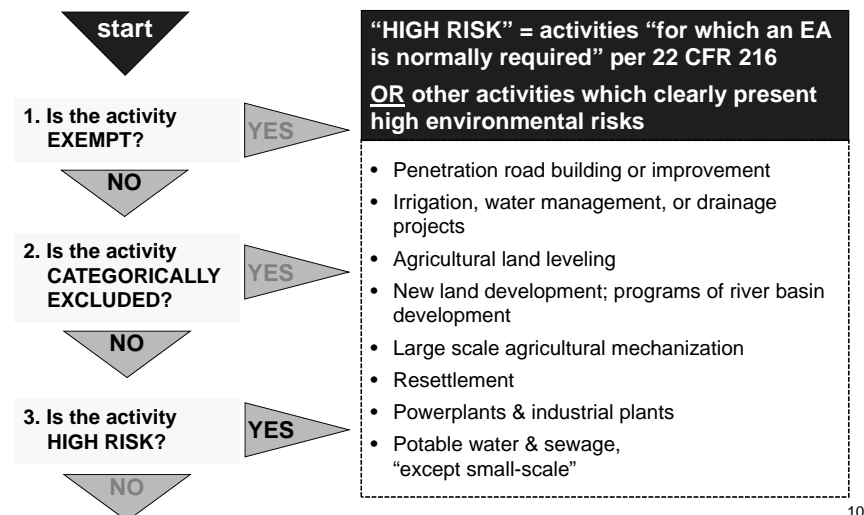 start
1. Is the activity
EXEMPT?
YES
NO
2. Is the activity
CATEGORICALLY
EXCLUDED?
YES
NO
3. Is the activity
HIGH RISK?
YES
NO
“HIGH RISK” = activities “for which an EA
is normally required” per 22 CFR 216
OR other activities which clearly present
high environmental risks
• Penetration road building or improvement
• Irrigation, water management, or drainage
projects
• Agricultural land leveling
• New land development; programs of river basin
development
• Large scale agricultural mechanization
• Resettlement
• Powerplants & industrial plants
• Potable water & sewage,
“except small-scale”
10